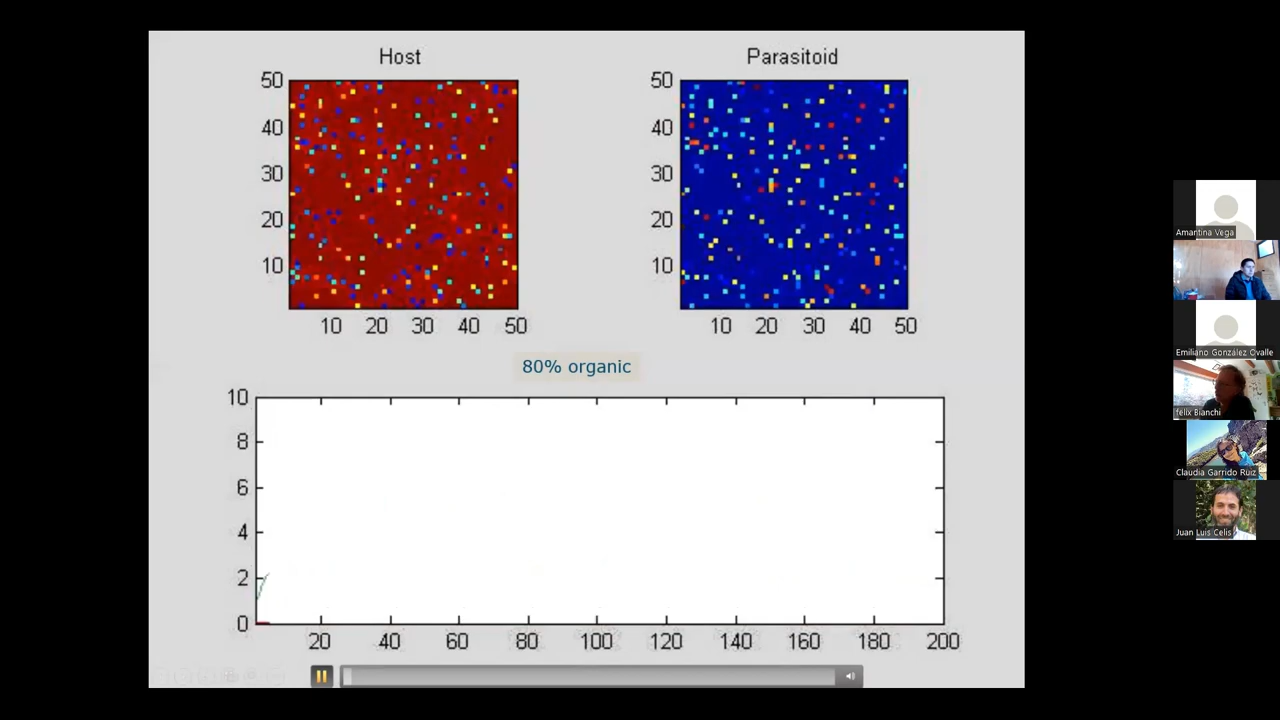 Host
Parasitoid
50
40
30
20
10
10 20 30 40 50
50
40
30
20
10
10 20 30 40 50
80% organic
10
8
6
4
2
0
20 40 60 80 100 120 140 160 180 200
Amantina Vega
Emiliano González Ovalle
felix Bianchi
Claudia Garrido Ruiz
Juan Luis Celis